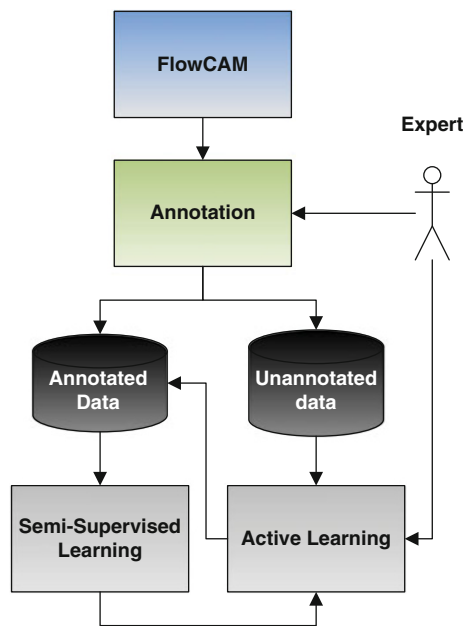 FlowCAM
Expert
Annotation
Annotated
Data
Unannotated
data
Semi-Supervised
Learning
Active Learning